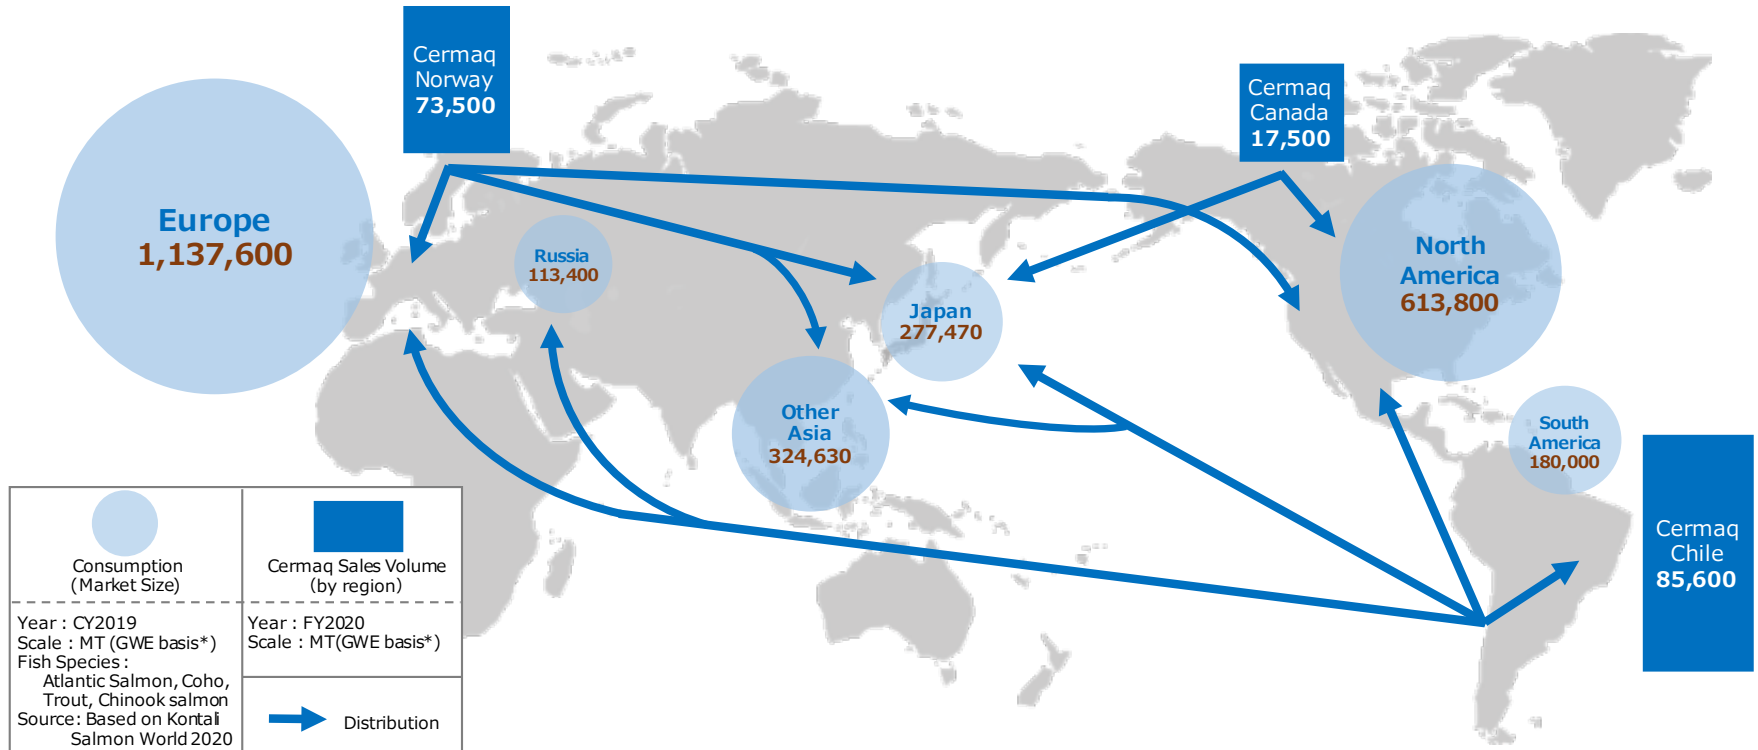 Cermaq
Norway
73,500
Cermaq
Canada
17,500
Europe
1,137,600
Russia
113,400
Japan
277,470
North
America
613,800
Other
Asia
324,630
South
America
180,000
Cermaq
Chile
85,600
Consumption
(Market Size)
Cermaq Sales Volume
(by region)
Year : CY2019
Scale : MT (GWE basis*)
Fish Species :
Atlantic Salmon, Coho,
Trout, Chinook salmon
Source: Based on Kontali
Salmon World 2020
Year : FY2020
Scale : MT(GWE basis*)
Distribution